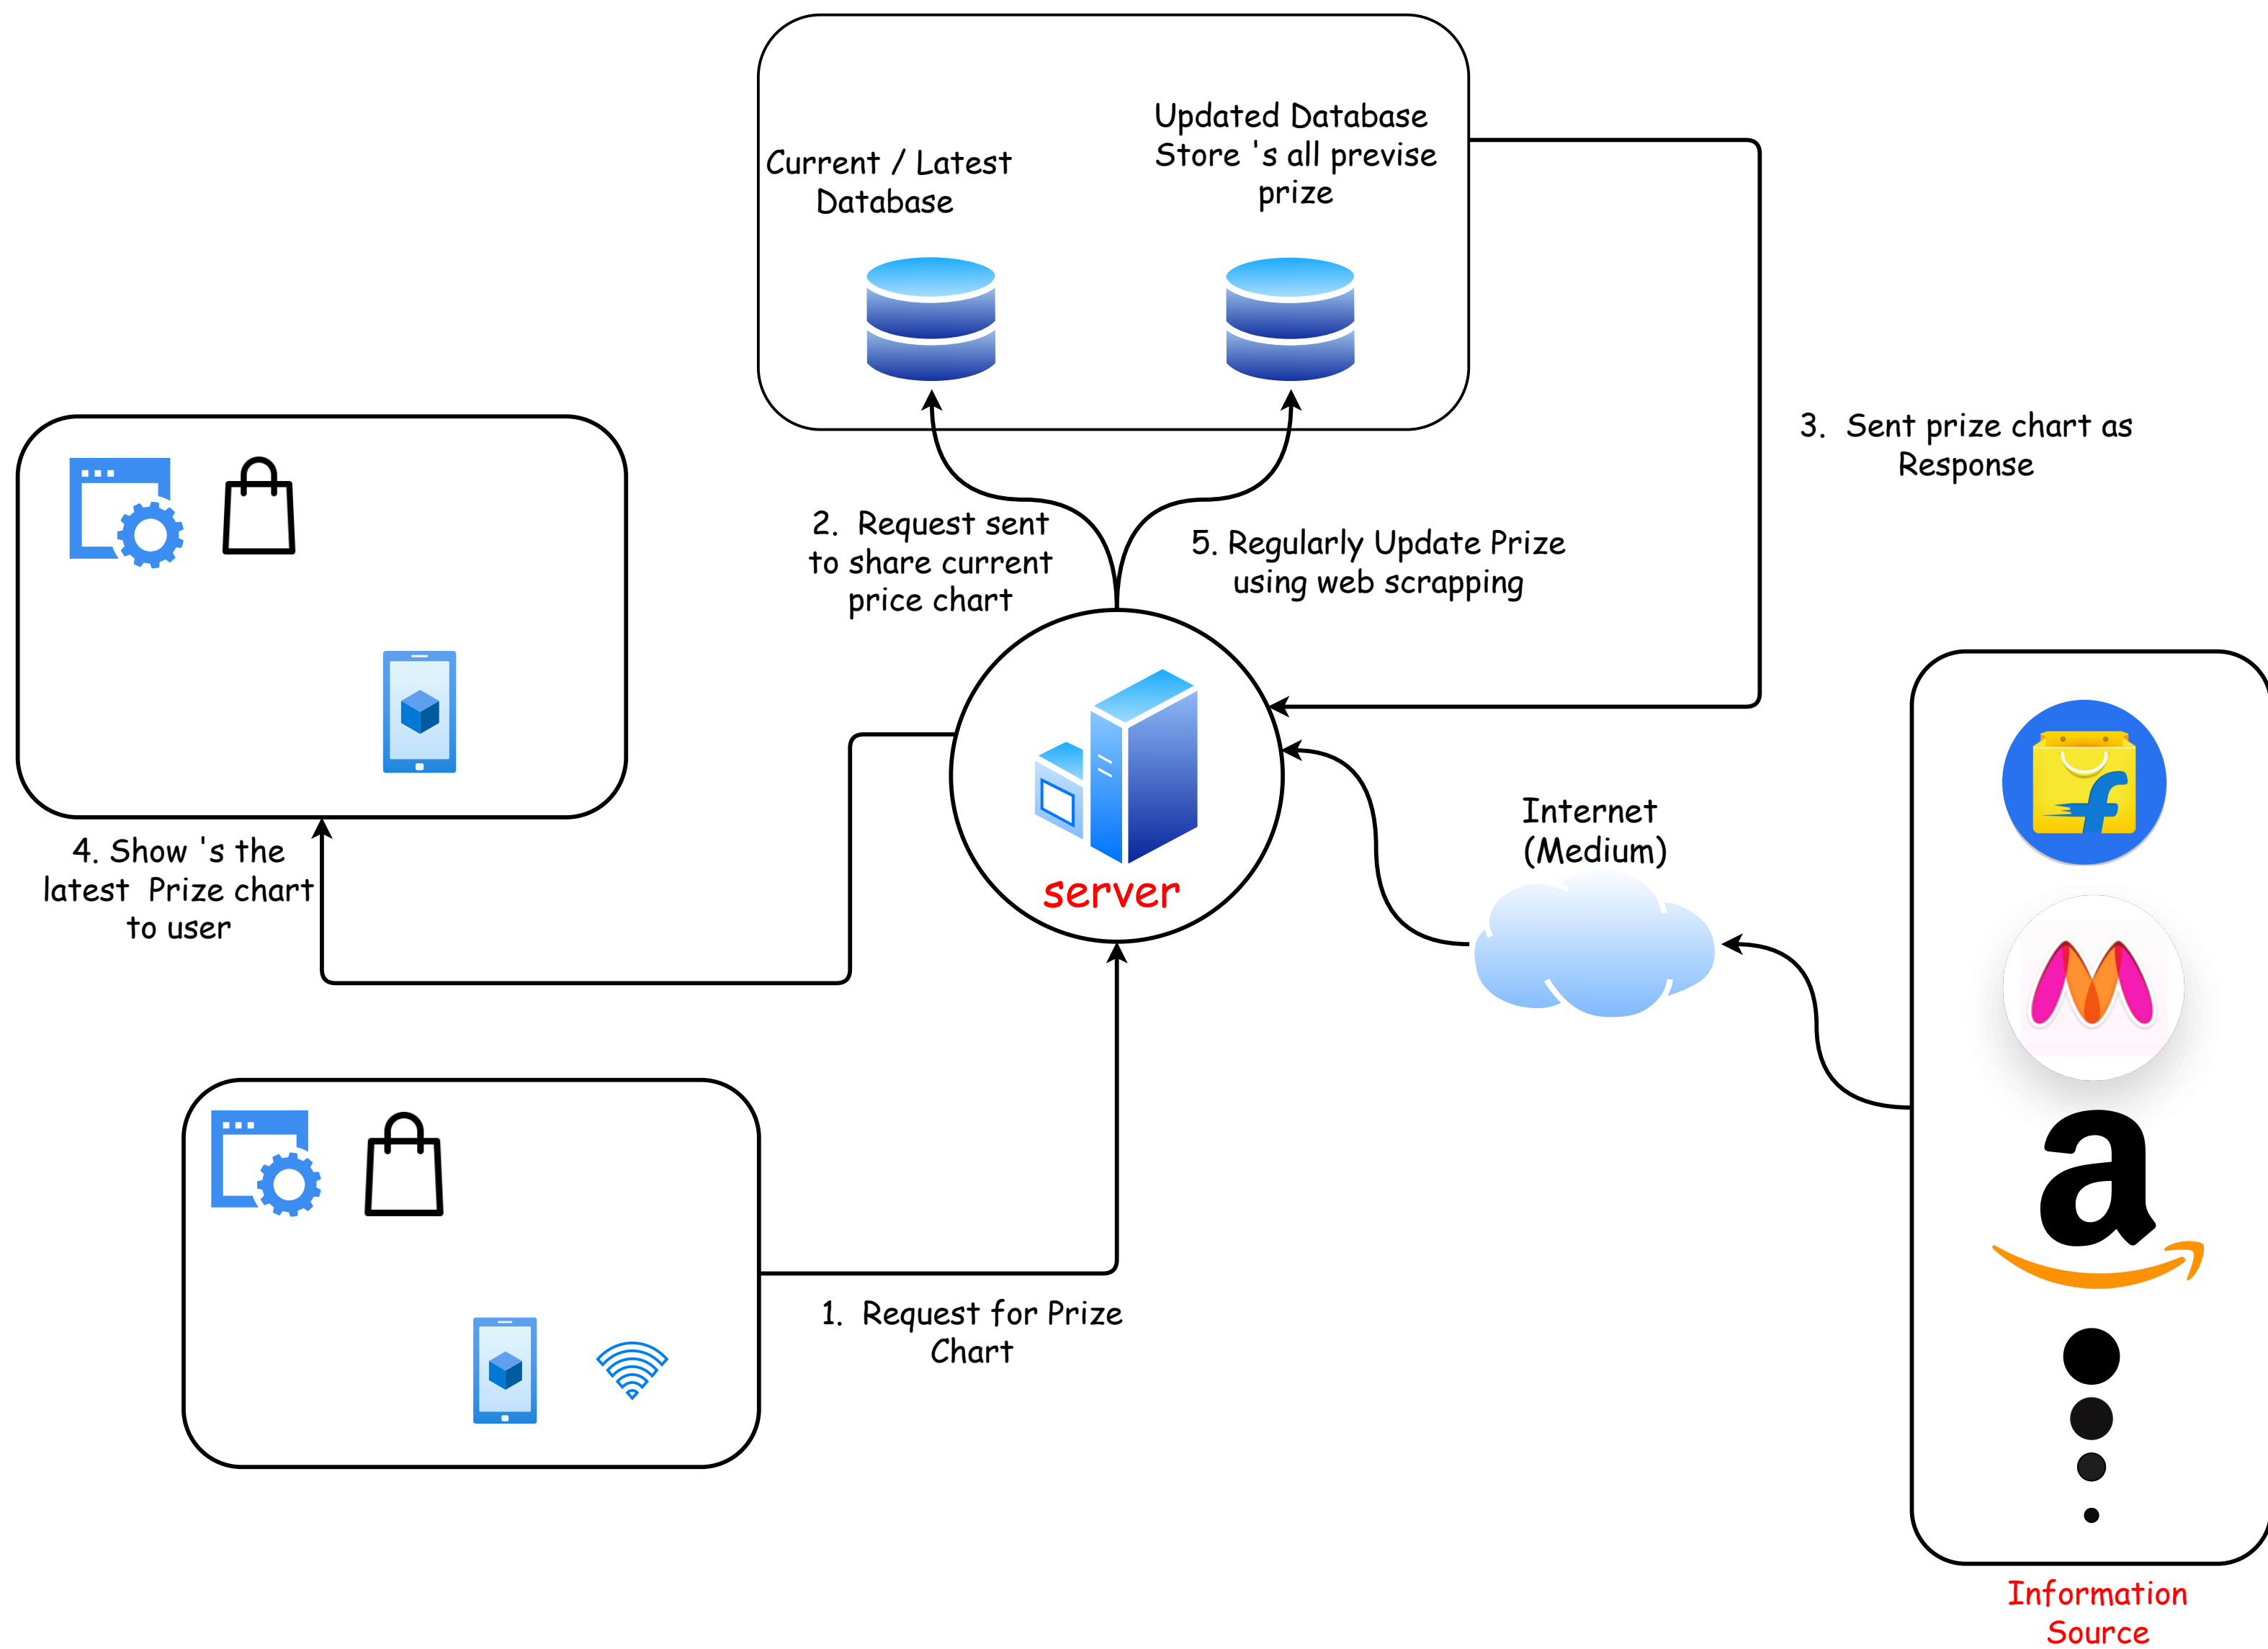 Current / Latest
Database
Updated Database
Store 's all previse
prize
3.  Sent prize chart as
Response
2.  Request sent
to share current
price chart
5. Regularly Update Prize
using web scrapping
server
Internet
(Medium)
4. Show 's the
latest  Prize chart
to user
1.  Request for Prize
Chart
a
Information
Source